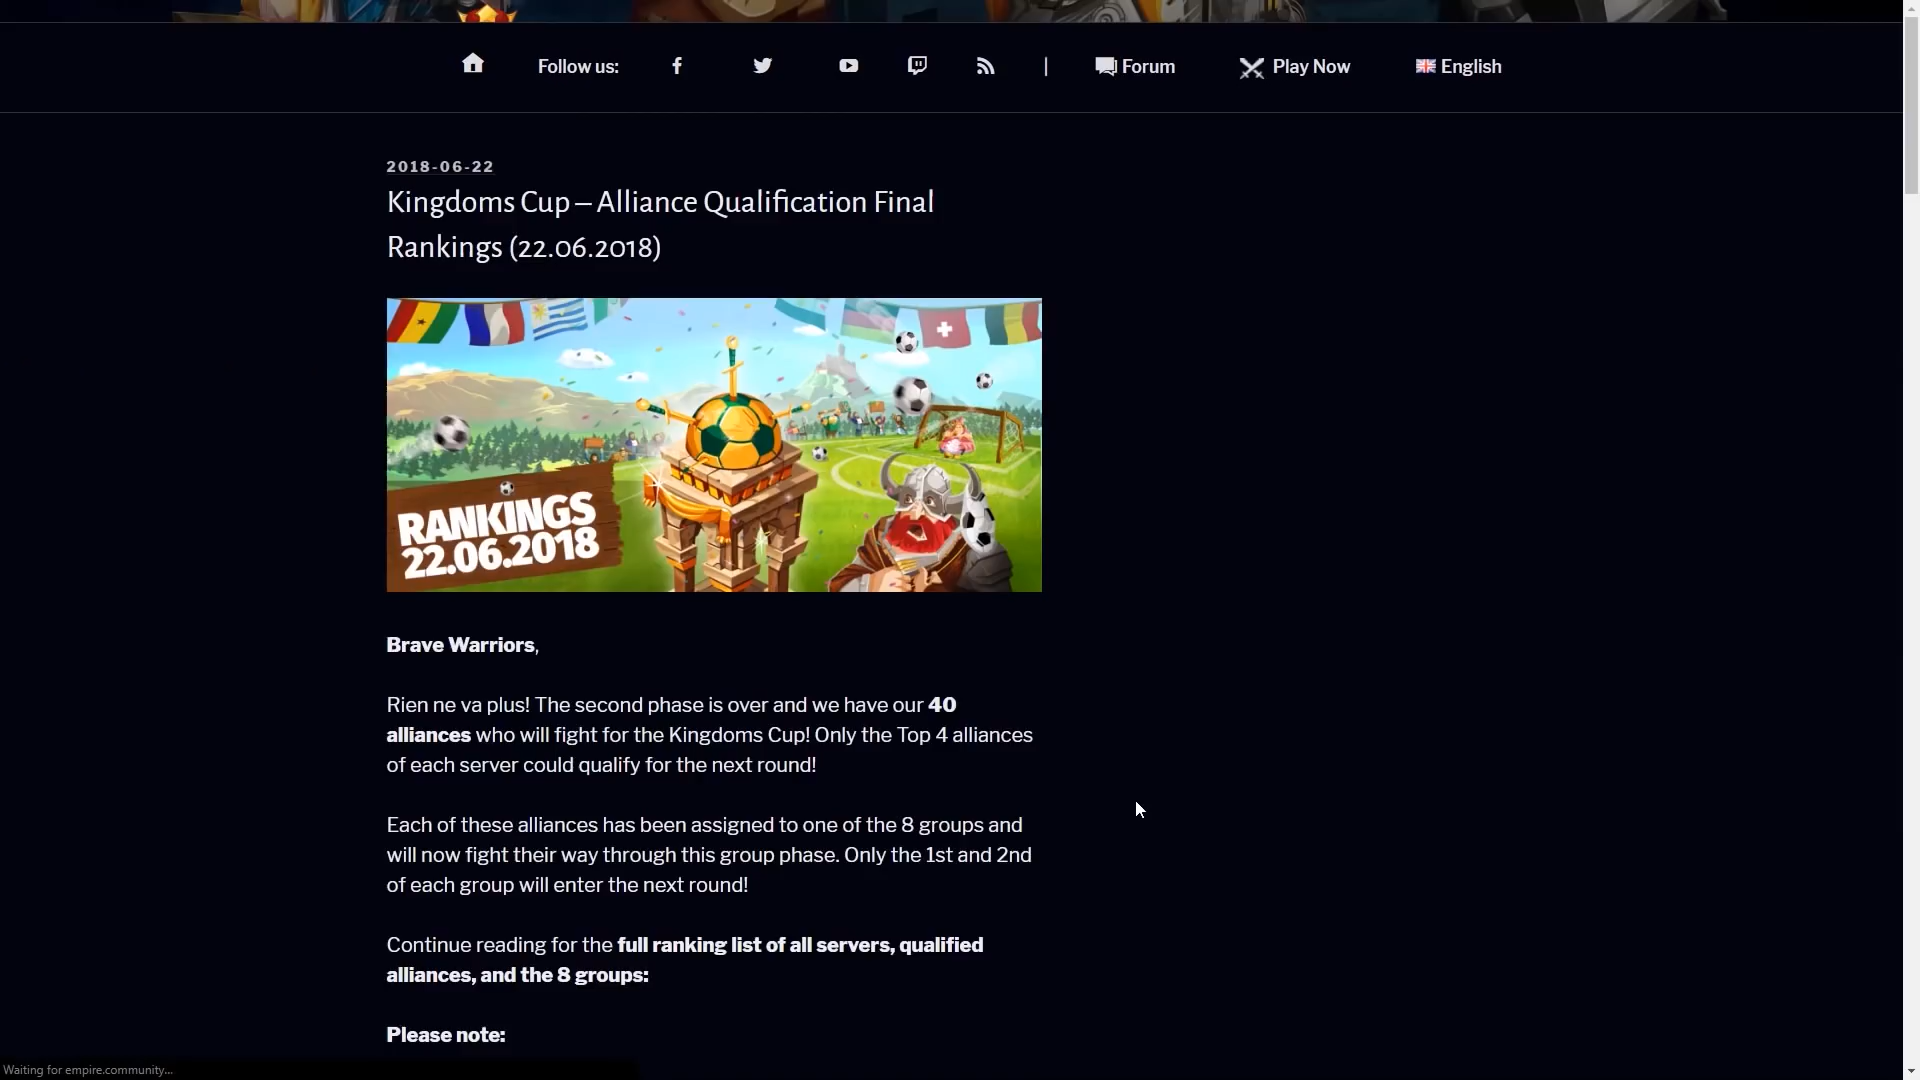 Follow us: | Forum Play Now English
2018-06-22
Kingdoms Cup – Alliance Qualification Final
Rankings (22.06.2018)
RANKINGS
22.06.2018
Brave Warriors,
Rien ne va plus! The second phase is over and we have our 40
alliances who will fight for the Kingdoms Cup! Only the Top 4 alliances
of each server could qualify for the next round!
Each of these alliances has been assigned to one of the 8 groups and
will now fight their way through this group phase. Only the 1st and 2nd
of each group will enter the next round!
Continue reading for the full ranking list of all servers, qualified
alliances, and the 8 groups:
Please note:
Waiting for empire.community...